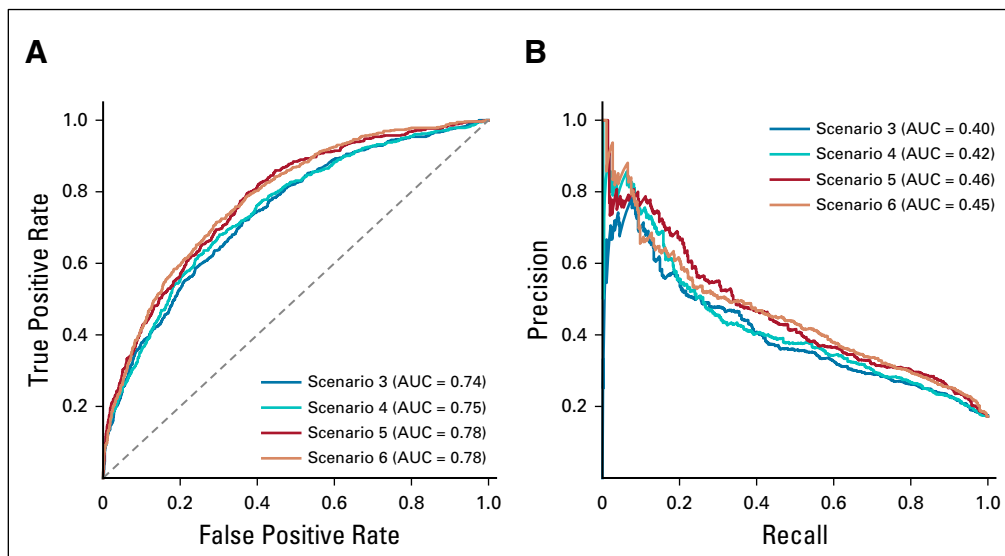 A
True Positive Rate
1.0
0.8
0.6
0.4
0.2
Scenario 3 (AUC = 0.74)
Scenario 4 (AUC = 0.75)
Scenario 5 (AUC = 0.78)
Scenario 6 (AUC = 0.78)
0 0.2 0.4 0.6 0.8 1.0
False Positive Rate
B
Precision
1.0
0.8
0.6
0.4
0.2
Scenario 3 (AUC = 0.40)
Scenario 4 (AUC = 0.42)
Scenario 5 (AUC = 0.46)
Scenario 6 (AUC = 0.45)
0 0.2 0.4 0.6 0.8 1.0
Recall